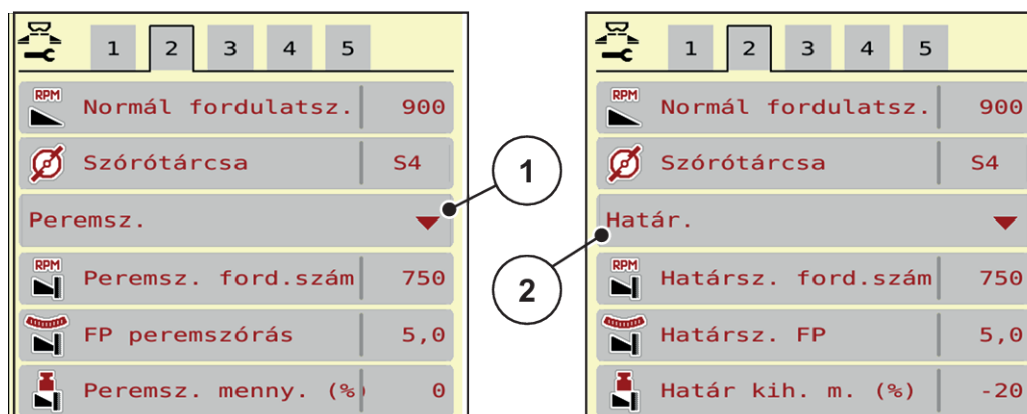 1 2 3 4 5
RPM
Normál fordulatsz. 900
Szórótárcsa S4
Peremsz.
RPM
Peremsz. ford.szám 750
FP peremszórás 5,0
Peremsz. menny. (%) 0
1
2
1 2 3 4 5
RPM
Normál fordulatsz. 900
Szórótárcsa S4
Határ.
RPM
Határsz. ford.szám 750
Határsz. FP 5,0
Határ kih. m. (%) -20